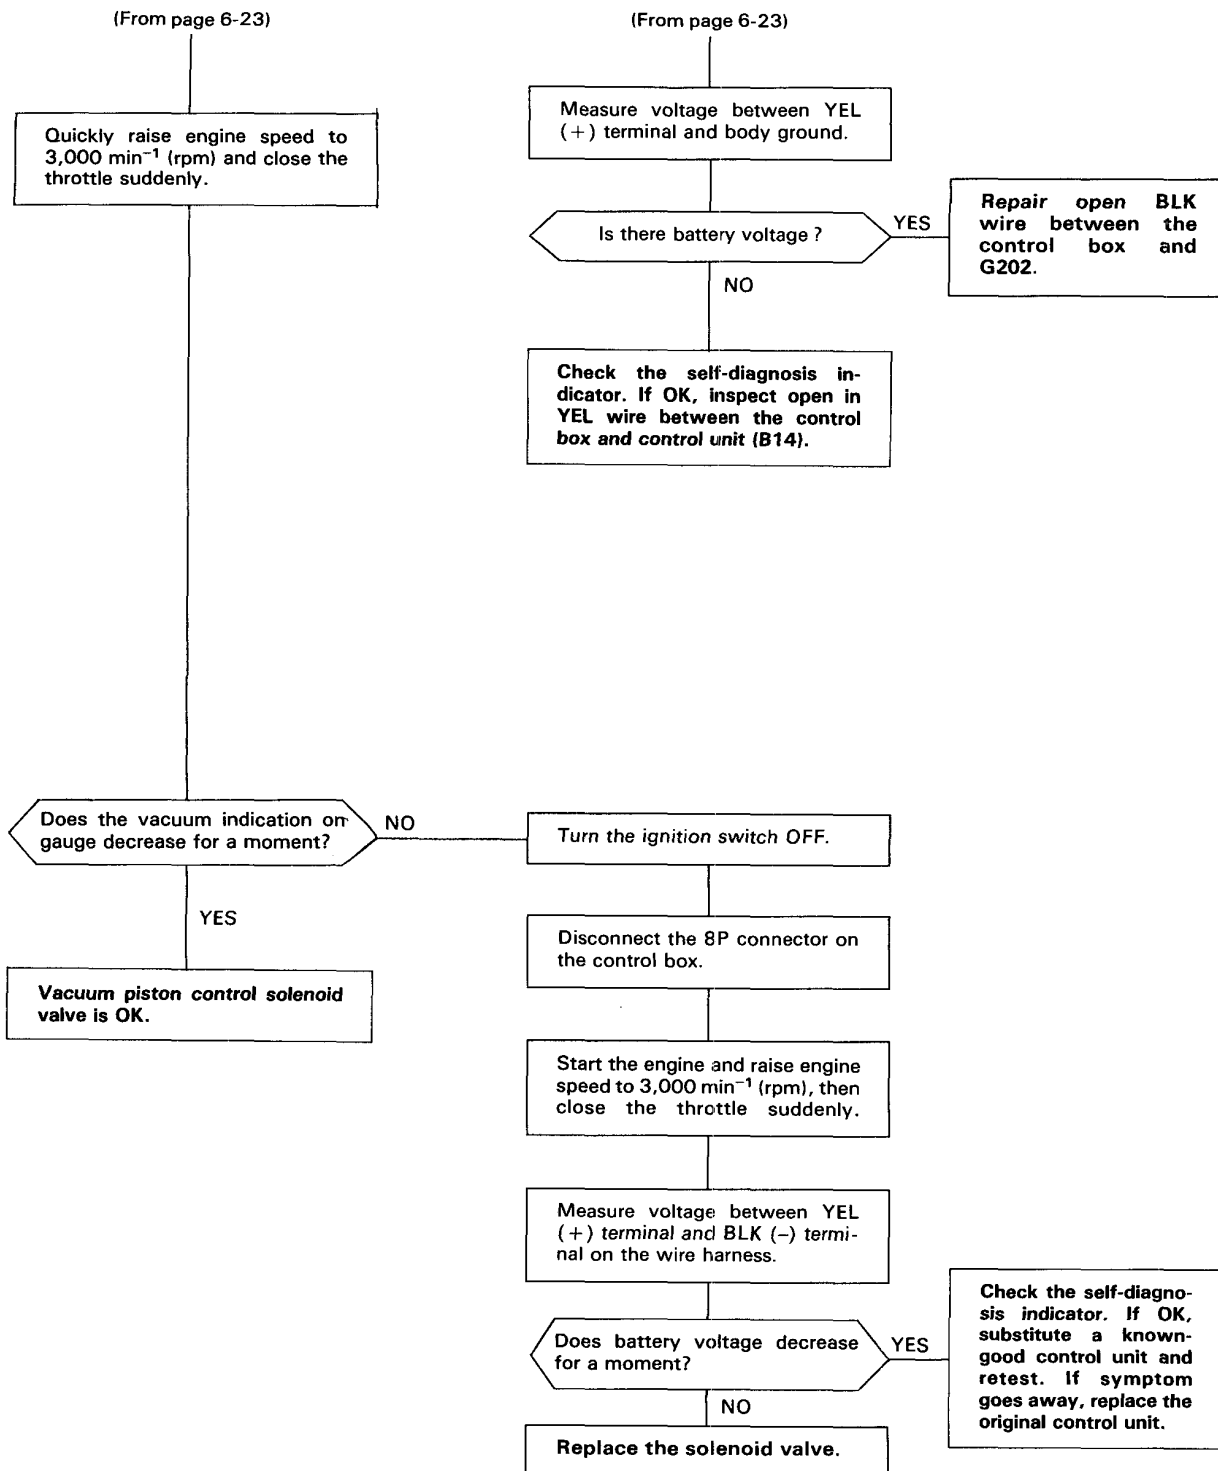 (From page 6-23)
Quickly raise engine speed to
3,000 min⁻¹ (rpm) and close the
throttle suddenly.
(From page 6-23)
Measure voltage between YEL
(+) terminal and body ground.
Is there battery voltage ?
YES
Repair open BLK
wire between the
control box and
G202.
NO
Check the self-diagnosis in-
dicator. If OK, inspect open in
YEL wire between the control
box and control unit (B14).
Does the vacuum indication on
gauge decrease for a moment?
NO
YES
Vacuum piston control solenoid
valve is OK.
Turn the ignition switch OFF.
Disconnect the 8P connector on
the control box.
Start the engine and raise engine
speed to 3,000 min⁻¹ (rpm), then
close the throttle suddenly.
Measure voltage between YEL
(+) terminal and BLK (–) termi-
nal on the wire harness.
Does battery voltage decrease
for a moment?
YES
Check the self-diagno-
sis indicator. If OK,
substitute a known-
good control unit and
retest. If symptom
goes away, replace the
original control unit.
NO
Replace the solenoid valve.